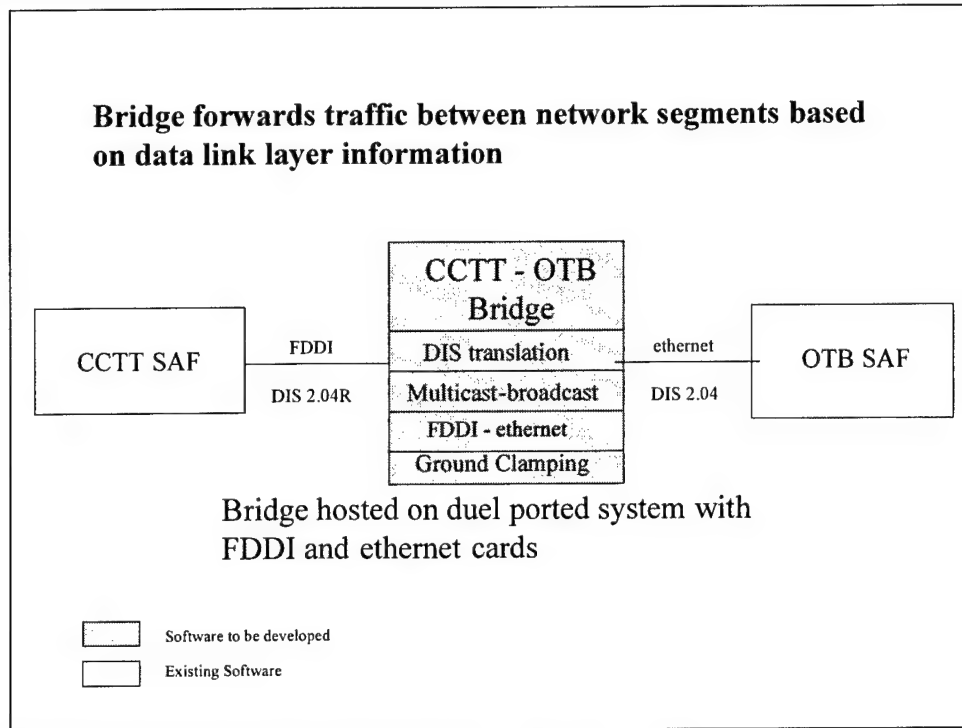 Bridge forwards traffic between network segments based
on data link layer information
CCTT - OTB
Bridge
CCTT SAF
FDDI
DIS translation
ethernet
OTB SAF
DIS 2.04R
Multicast-broadcast
DIS 2.04
FDDI - ethernet
Ground Clamping
Bridge hosted on duel ported system with
FDDI and ethernet cards
Software to be developed
Existing Software